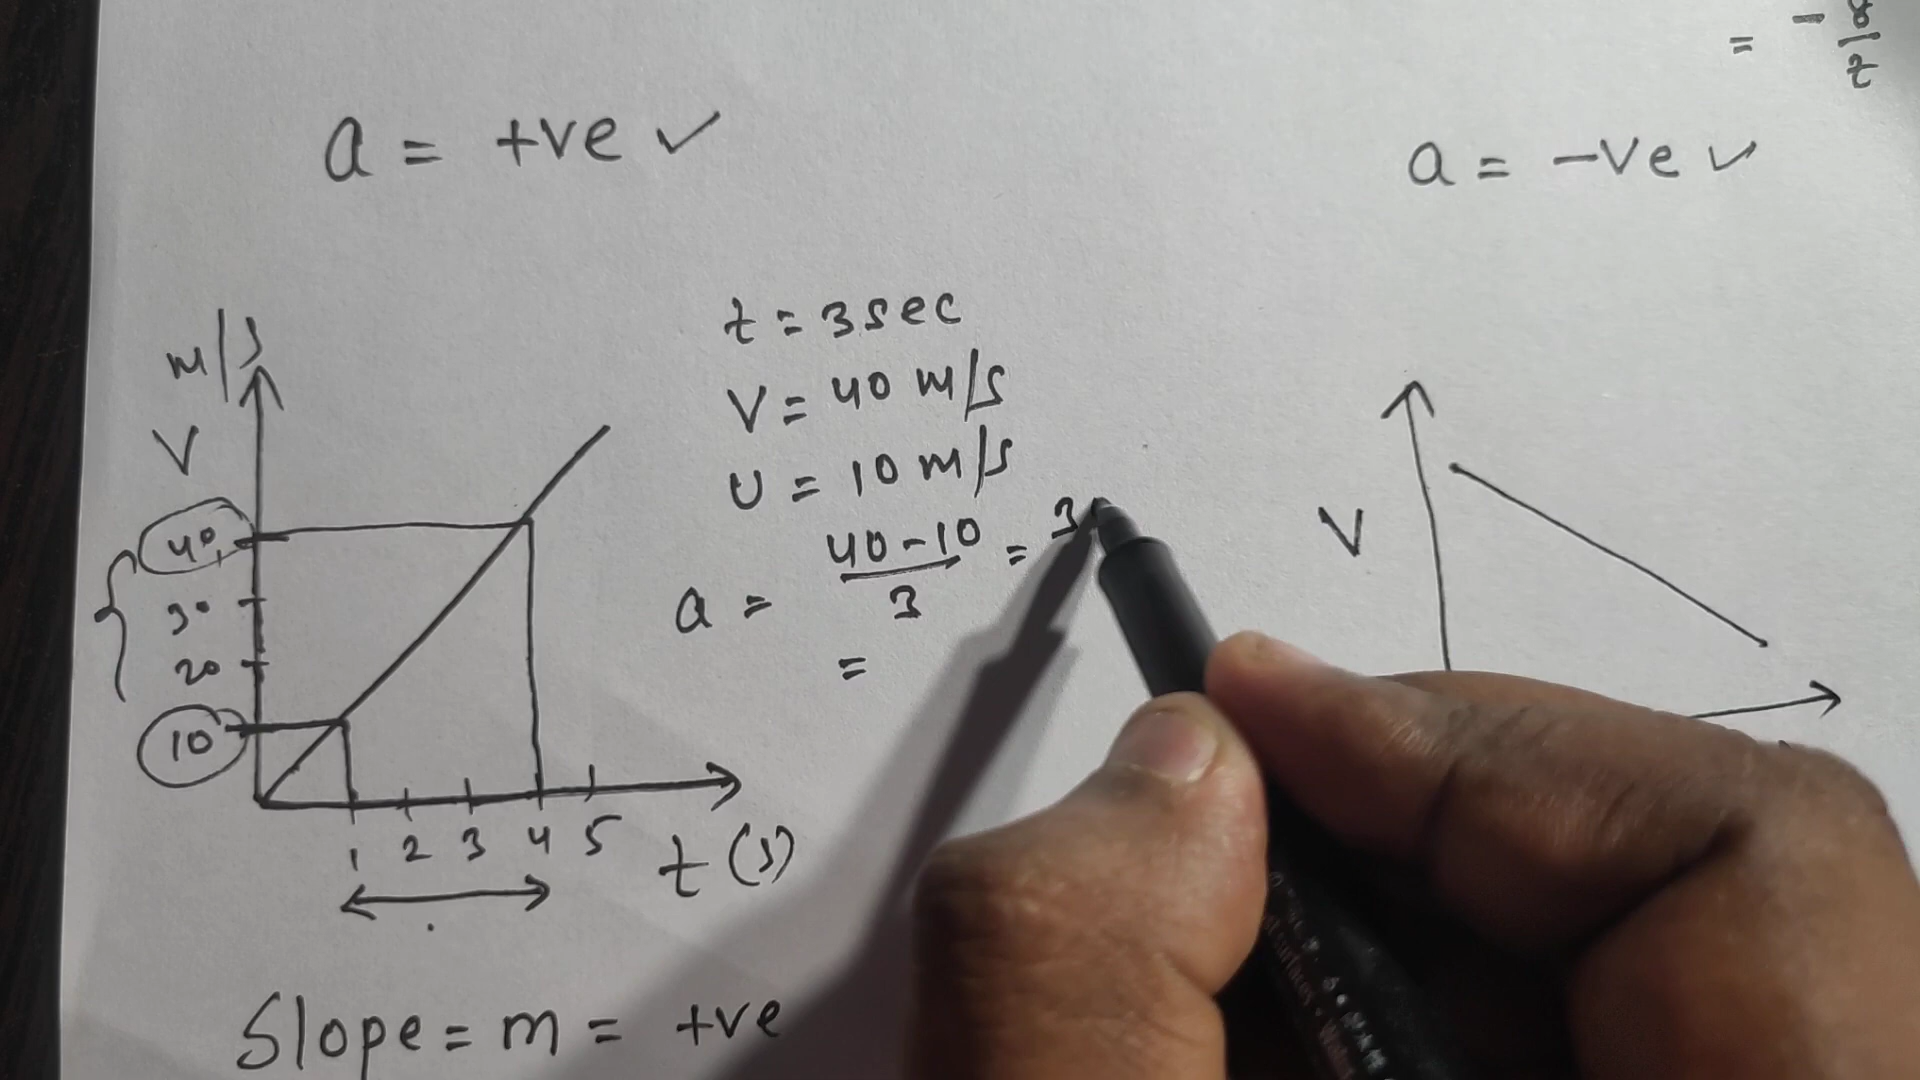 a = +ve ✓
a = -ve ✓
t = 3 sec
V = 40 m/s
U = 10 m/s
a = 40-10 / 3 = 3
=
m/s
V
40
30
20
10
1 2 3 4 5
t (s)
Slope = m = +ve
V